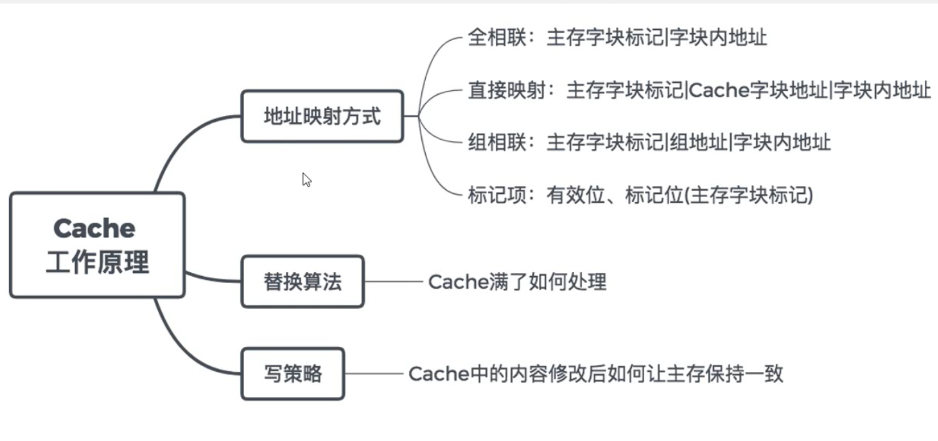 Cache
工作原理
地址映射方式
全相联：主存字块标记|字块内地址
直接映射：主存字块标记|Cache字块地址|字块内地址
组相联：主存字块标记|组地址|字块内地址
标记项：有效位、标记位(主存字块标记)
替换算法
Cache满了如何处理
写策略
Cache中的内容修改后如何让主存保持一致